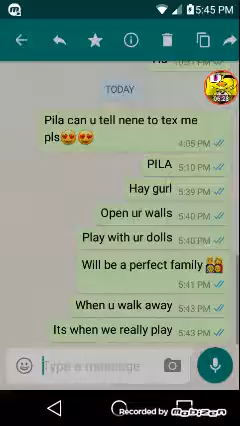 5:45 PM
TODAY
06:28
Pila can u tell nene to tex me
pls😍😍
4:05 PM
PILA 5:10 PM
Hay gurl 5:39 PM
Open ur walls 5:40 PM
Play with ur dolls 5:40 PM
Will be a perfect family
5:41 PM
When u walk away 5:43 PM
Its when we really play 5:43 PM
Type a message
Recorded by Mobizen